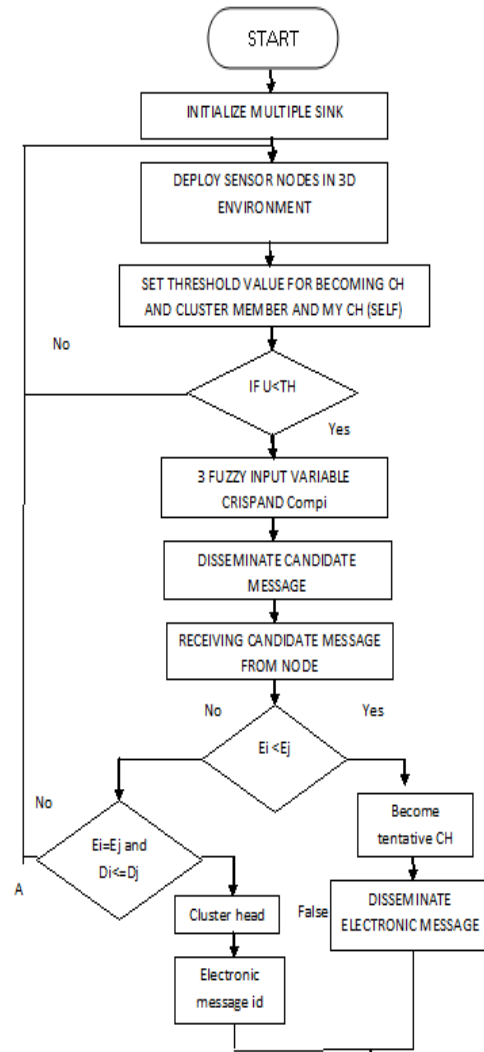 START
INITIALIZE MULTIPLE SINK
DEPLOY SENSOR NODES IN 3D
ENVIRONMENT
SET THRESHOLD VALUE FOR BECOMING CH
AND CLUSTER MEMBER AND MY CH (SELF)
No
IF U<TH
Yes
3 FUZZY INPUT VARIABLE
CRISPAND Compi
DISSEMINATE CANDIDATE
MESSAGE
RECEIVING CANDIDATE MESSAGE
FROM NODE
No
Yes
Ei <Ej
No
Ei=Ej and
Di<=Dj
A
Become
tentative CH
Cluster head
False
DISSEMINATE
ELECTRONIC MESSAGE
Electronic
message id